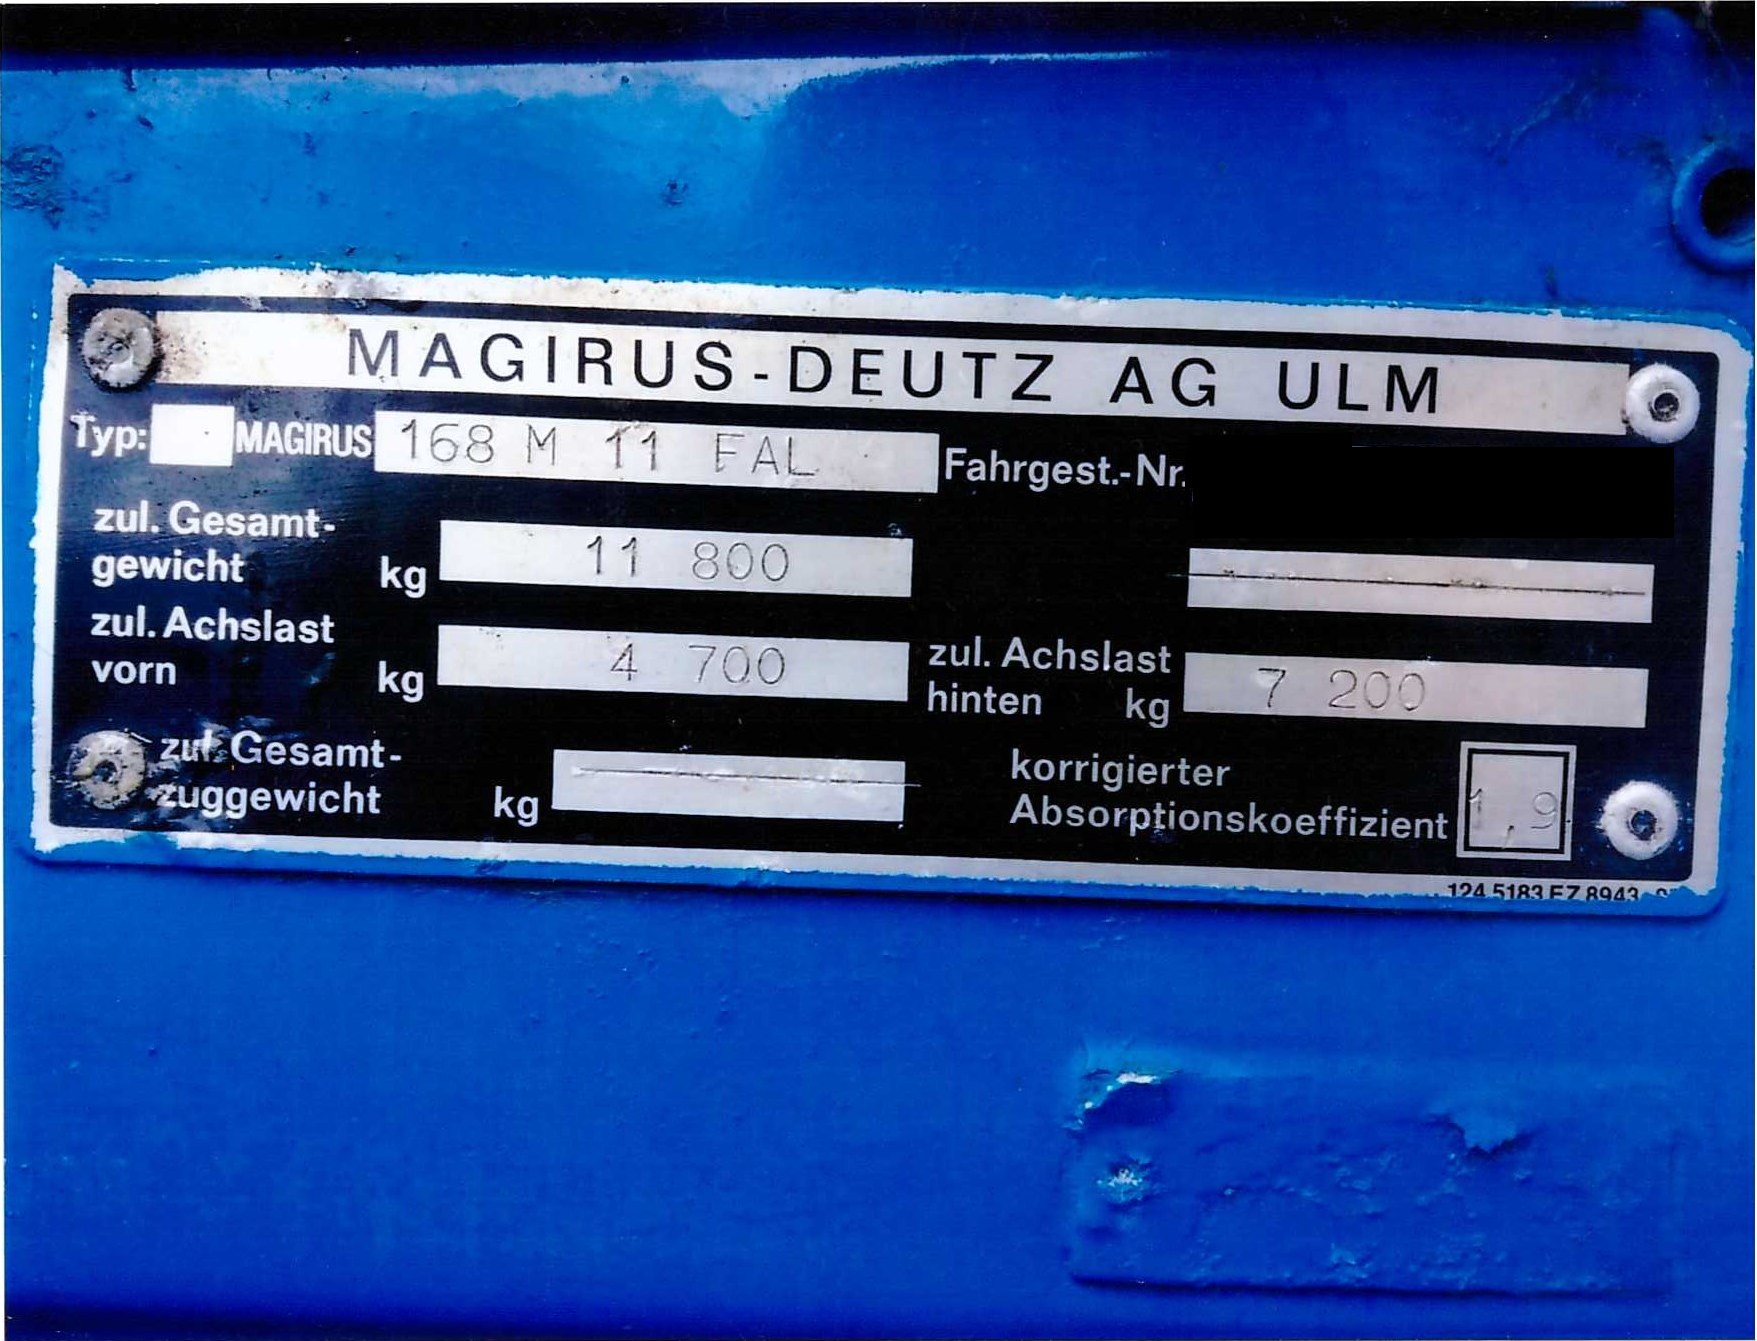 MAGIRUS-DEUTZ AG ULM
Typ: MAGIRUS 168 M 11 FAL Fahrgest.-Nr.
zul. Gesamt-
gewicht kg 11 800
zul. Achslast
vorn kg 4 700
zul. Achslast
hinten kg 7 200
zul. Gesamt-
zuggewicht kg
korrigierter
Absorptionskoeffizient 1,9
124 5183 EZ 8943